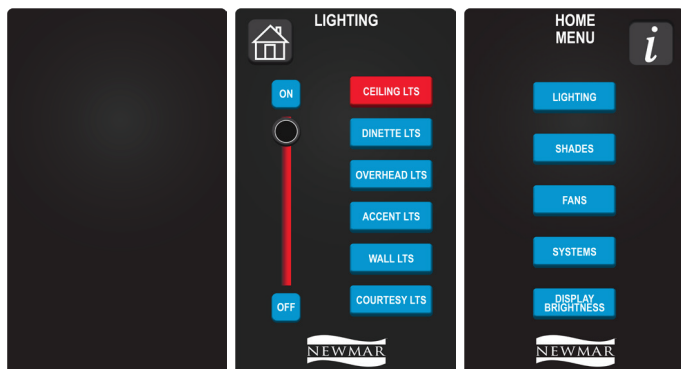 LIGHTING
ON
OFF
CEILING LTS
DINETTE LTS
OVERHEAD LTS
ACCENT LTS
WALL LTS
COURTESY LTS
NEWMAR
HOME
MENU
i
LIGHTING
SHADES
FANS
SYSTEMS
DISPLAY
BRIGHTNESS
NEWMAR